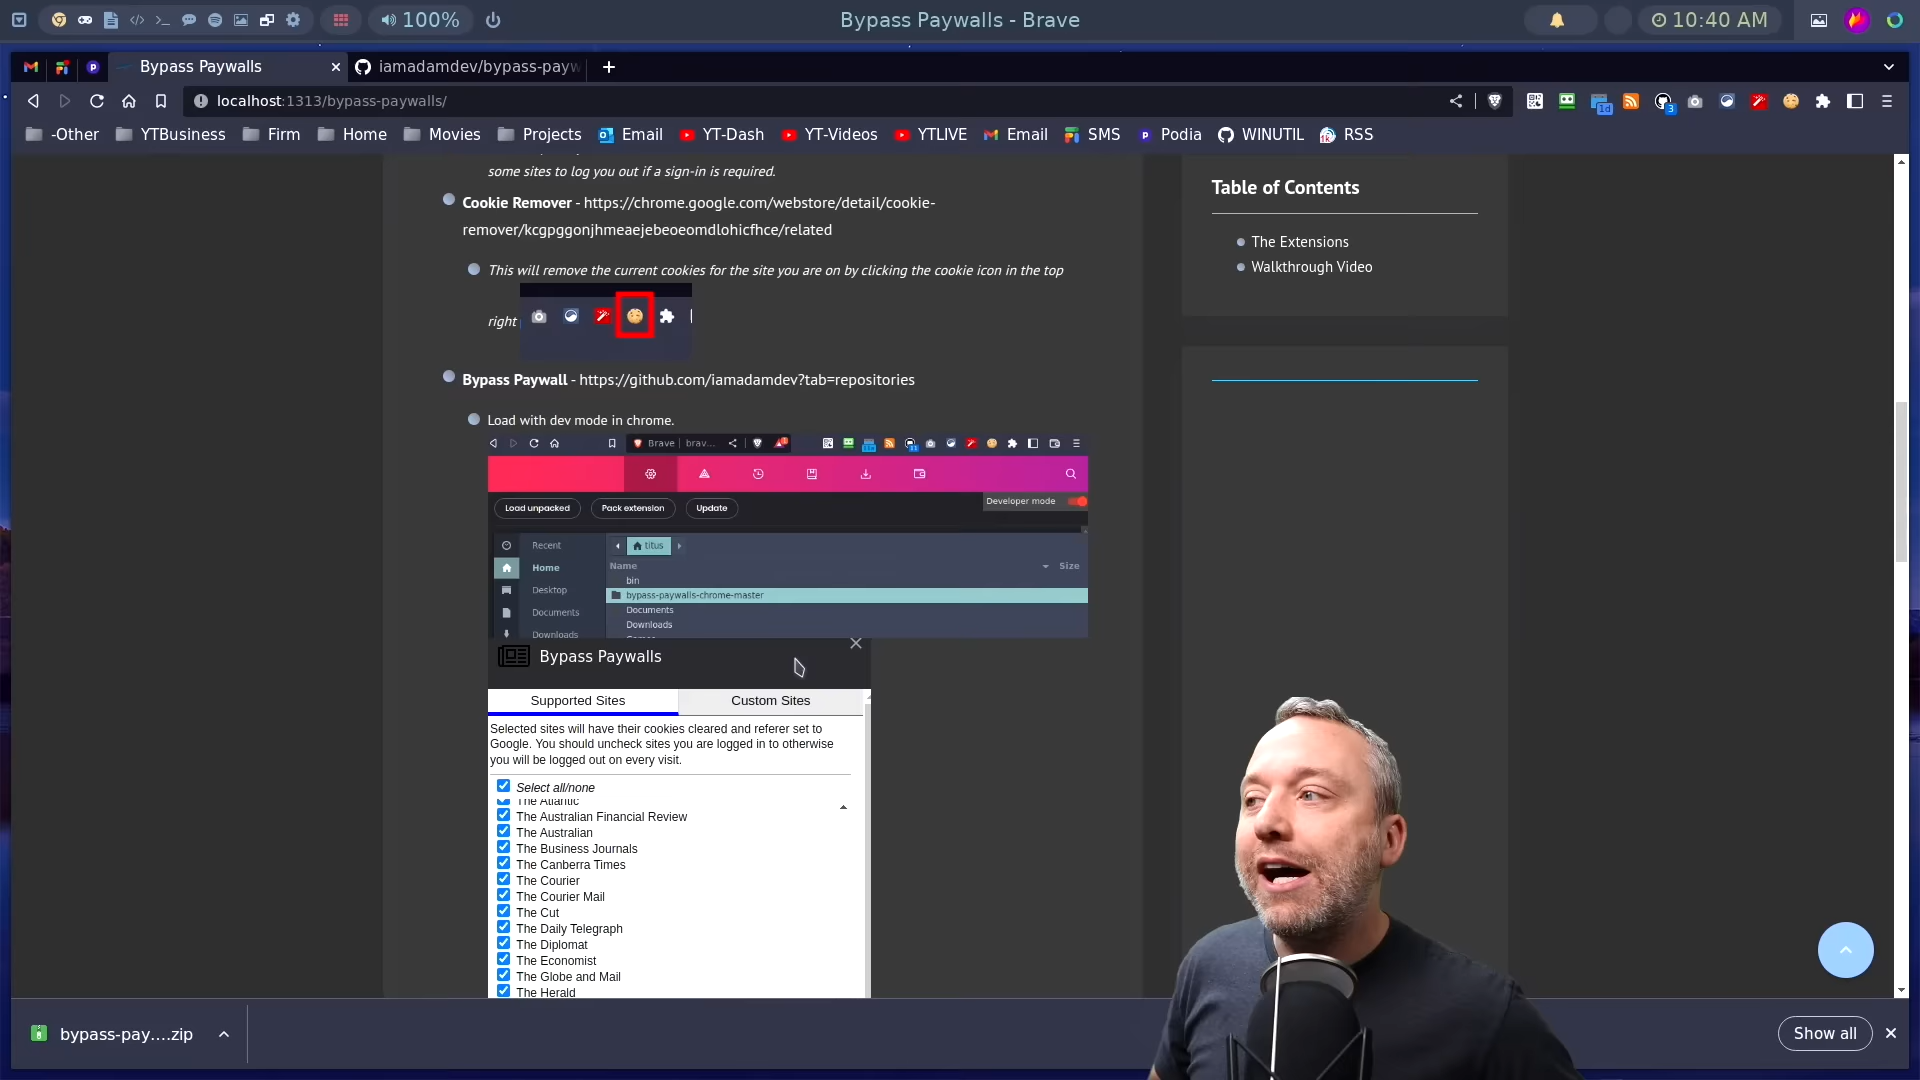 100%
Bypass Paywalls - Brave
10:40 AM
Bypass Paywalls
iamadamdev/bypass-payw
localhost:1313/bypass-paywalls/
1d
3
-Other
YTBusiness
Firm
Home
Movies
Projects
Email
YT-Dash
YT-Videos
YTLIVE
Email
SMS
Podia
WINUTIL
RSS
some sites to log you out if a sign-in is required.
Cookie Remover - https://chrome.google.com/webstore/detail/cookie-
remover/kcgpggonjhmeaejebeoeomdlohicfhce/related
This will remove the current cookies for the site you are on by clicking the cookie icon in the top
right
Bypass Paywall - https://github.com/iamadamdev?tab=repositories
Load with dev mode in chrome.
Brave
brav...
Developer mode
Load unpacked
Pack extension
Update
Recent
titus
Home
Name
Size
bin
Desktop
bypass-paywalls-chrome-master
Documents
Documents
Downloads
Downloads
Bypass Paywalls
Supported Sites
Custom Sites
Selected sites will have their cookies cleared and referer set to
Google. You should uncheck sites you are logged in to otherwise
you will be logged out on every visit.
Select all/none
The Atlantic
The Australian Financial Review
The Australian
The Business Journals
The Canberra Times
The Courier
The Courier Mail
The Cut
The Daily Telegraph
The Diplomat
The Economist
The Globe and Mail
The Herald
Table of Contents
The Extensions
Walkthrough Video
bypass-pay....zip
Show all